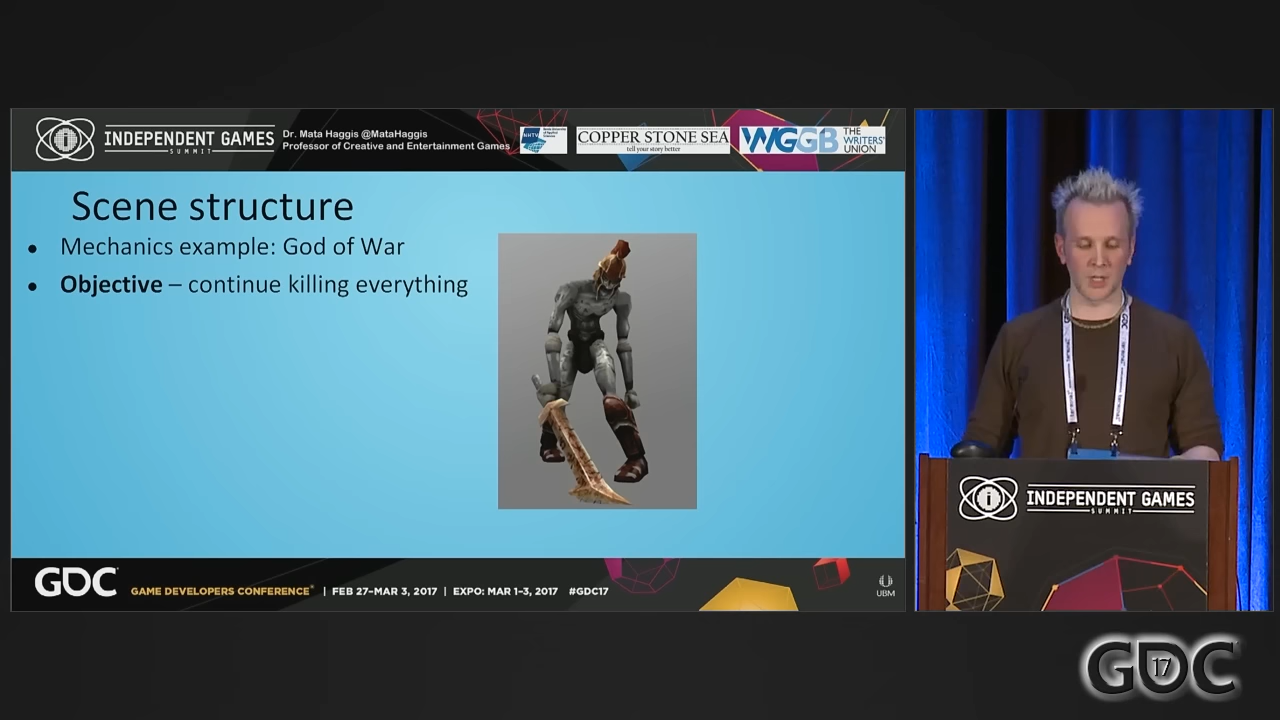 INDEPENDENT GAMES
SUMMIT
Dr. Mata Haggis @MataHaggis
Professor of Creative and Entertainment Games
NHTV
COPPER STONE SEA
tell your story better
WGGB
THE
WRITERS'
UNION
Scene structure
• Mechanics example: God of War
• Objective – continue killing everything
GDC
GAME DEVELOPERS CONFERENCE® | FEB 27–MAR 3, 2017 | EXPO: MAR 1–3, 2017 #GDC17
UBM
GDC
INDEPENDENT GAMES
SUMMIT
GDC
17